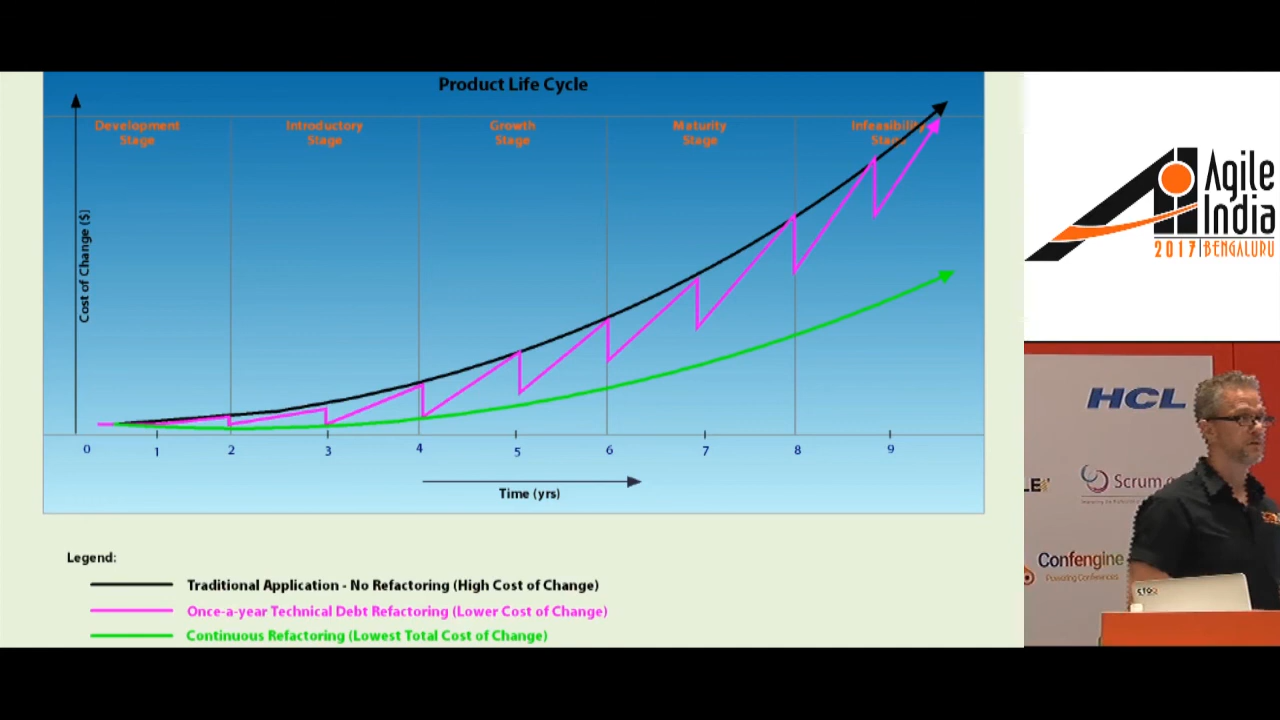 Product Life Cycle
Development
Stage
Introductory
Stage
Growth
Stage
Maturity
Stage
Infeasibility
Stage
Cost of Change ($)
0 1 2 3 4 5 6 7 8 9
Time (yrs)
Legend:
Traditional Application - No Refactoring (High Cost of Change)
Once-a-year Technical Debt Refactoring (Lower Cost of Change)
Continuous Refactoring (Lowest Total Cost of Change)
Agile
India
2017 BENGALURU
HCL
Scrum
Confengine
Powering Conferences